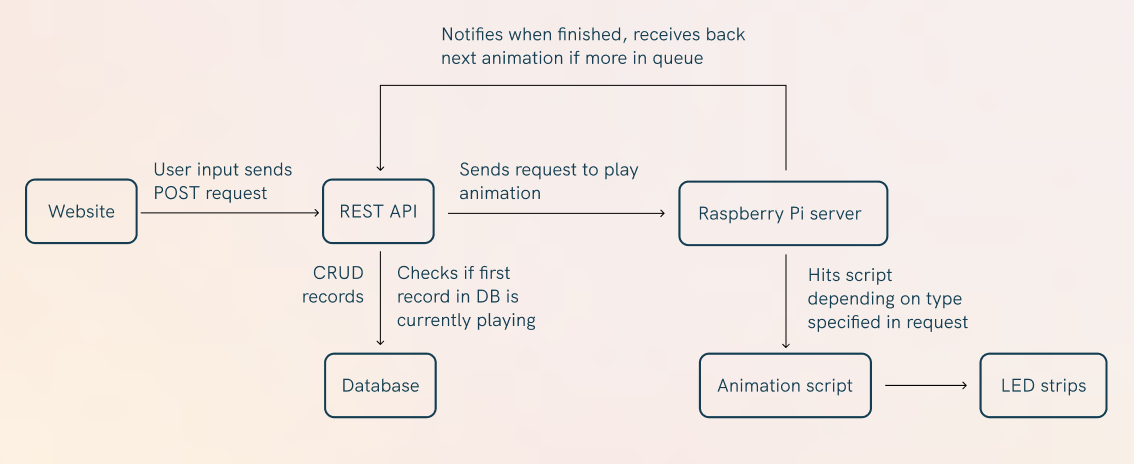 Notifies when finished, receives back
next animation if more in queue
User input sends
POST request
Sends request to play
animation
Website
REST API
Raspberry Pi server
CRUD
records
Checks if first
record in DB is
currently playing
Hits script
depending on type
specified in request
Database
Animation script
LED strips